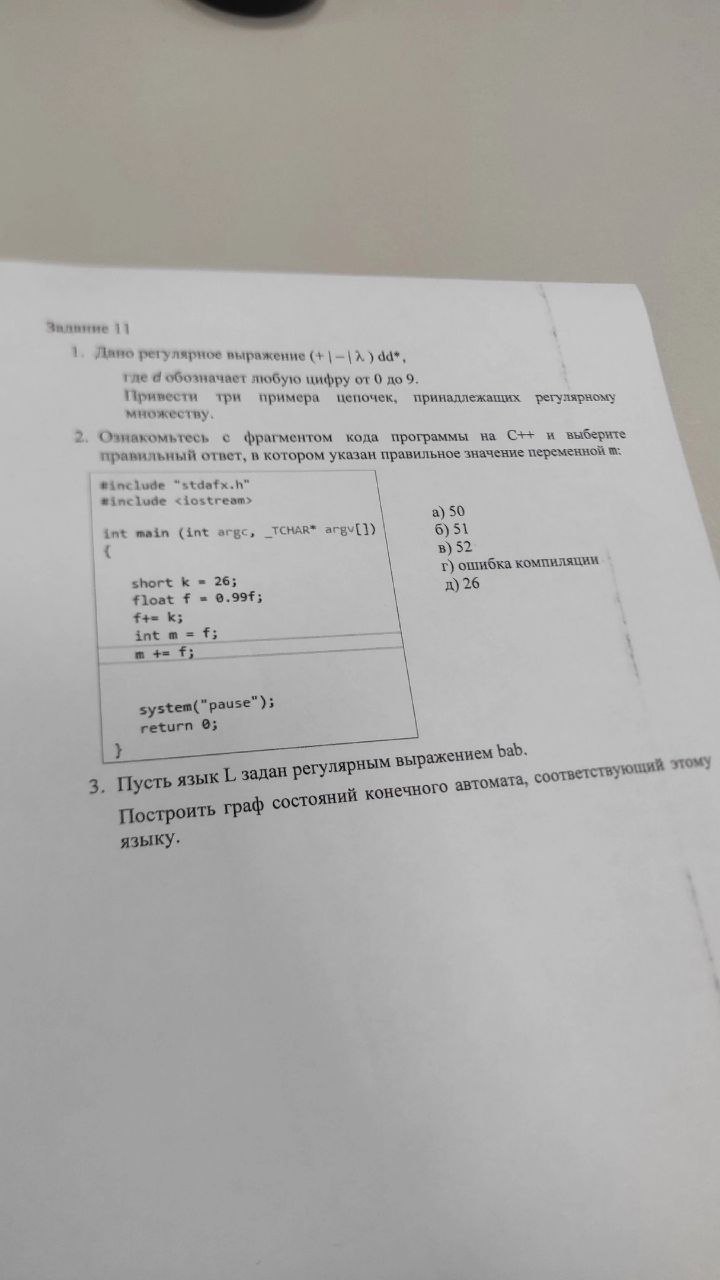 Задание 11
1. Дано регулярное выражение (+|−|λ) dd*,
где d обозначает любую цифру от 0 до 9.
Привести три примера цепочек, принадлежащих регулярному
множеству.
2. Ознакомьтесь с фрагментом кода программы на C++ и выберите
правильный ответ, в котором указан правильное значение переменной m:
#include "stdafx.h"
#include <iostream>
int main (int argc, _TCHAR* argv[])
{
short k = 26;
float f = 0.99f;
f+= k;
int m = f;
m += f;
system("pause");
return 0;
}
а) 50
б) 51
в) 52
г) ошибка компиляции
д) 26
3. Пусть язык L задан регулярным выражением bab.
Построить граф состояний конечного автомата, соответствующий этому
языку.